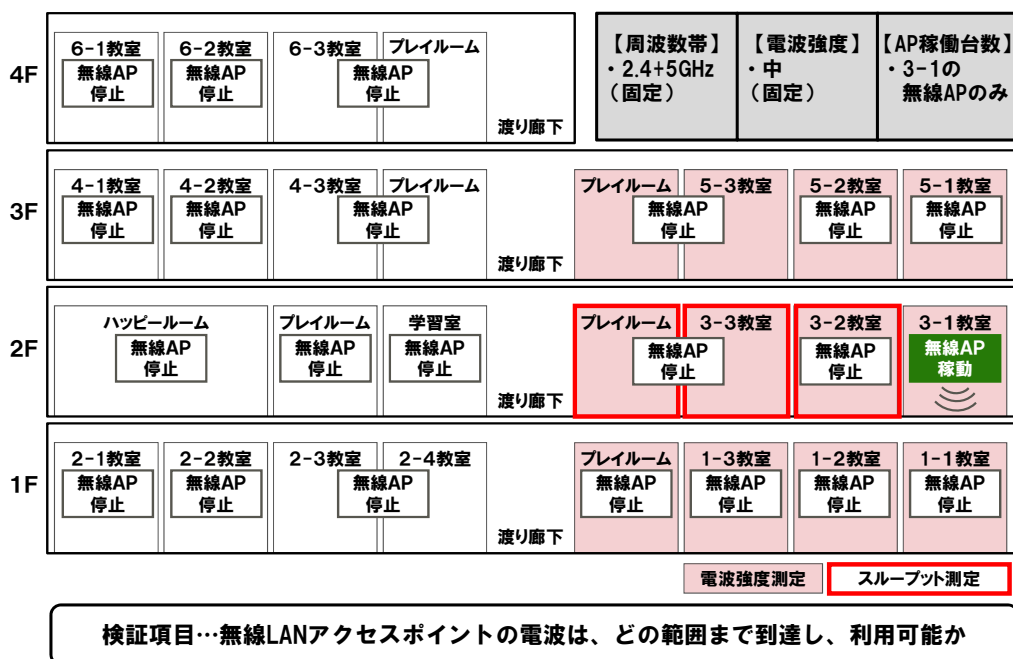 6-1教室 6-2教室 6-3教室 プレイルーム
無線AP 無線AP 無線AP
停止 停止 停止
4F
渡り廊下
【周波数帯】 【電波強度】 【AP稼働台数】
・2.4+5GHz ・中 ・3-1の
（固定） （固定） 無線APのみ
4-1教室 4-2教室 4-3教室 プレイルーム プレイルーム 5-3教室 5-2教室 5-1教室
無線AP 無線AP 無線AP 無線AP 無線AP 無線AP
停止 停止 停止 停止 停止 停止
3F
渡り廊下
ハッピールーム プレイルーム 学習室 プレイルーム 3-3教室 3-2教室 3-1教室
無線AP 無線AP 無線AP 無線AP 無線AP 無線AP
停止 停止 停止 停止 停止 稼動
2F
渡り廊下
2-1教室 2-2教室 2-3教室 2-4教室 プレイルーム 1-3教室 1-2教室 1-1教室
無線AP 無線AP 無線AP 無線AP 無線AP 無線AP 無線AP
停止 停止 停止 停止 停止 停止 停止
1F
渡り廊下
電波強度測定 スループット測定
検証項目…無線LANアクセスポイントの電波は、どの範囲まで到達し、利用可能か